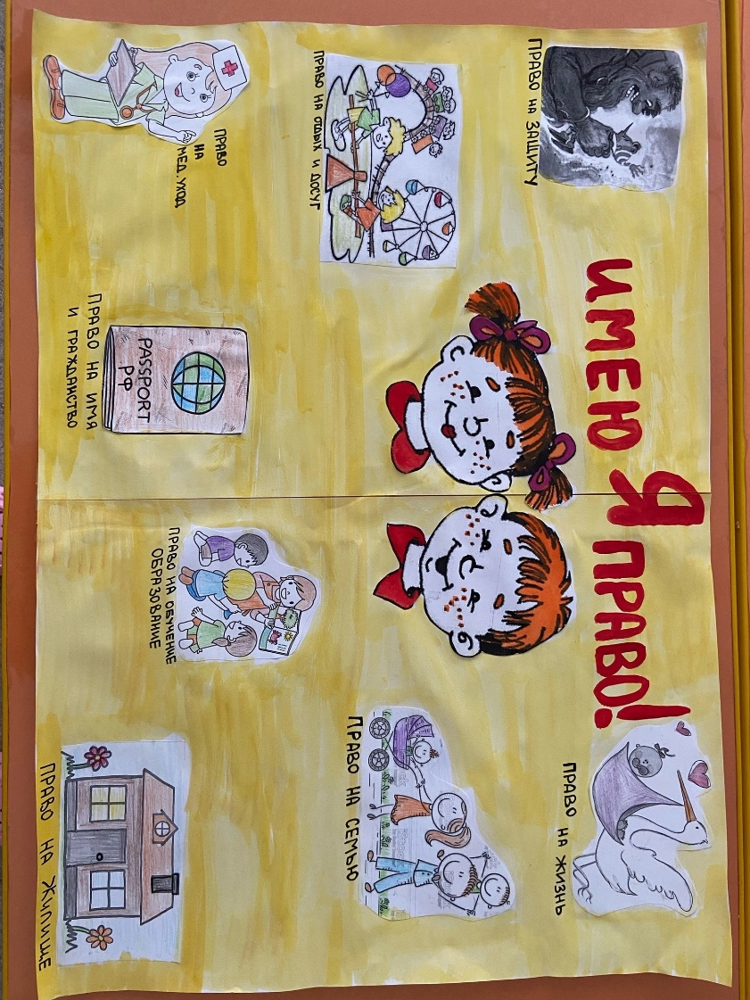 ИМЕЮ Я ПРАВО!
ПРАВО НА ЗАЩИТУ
ПРАВО НА ЖИЗНЬ
ПРАВО НА ОТДЫХ И ДОСУГ
ПРАВО НА СЕМЬЮ
ПРАВО
НА
МЕД. УХОД
ПРАВО НА ОБУЧЕНИЕ
ОБРАЗОВАНИЕ
PASSPORT
РФ
ПРАВО НА ИМЯ
И ГРАЖДАНСТВО
ПРАВО НА ЖИЛИЩЕ